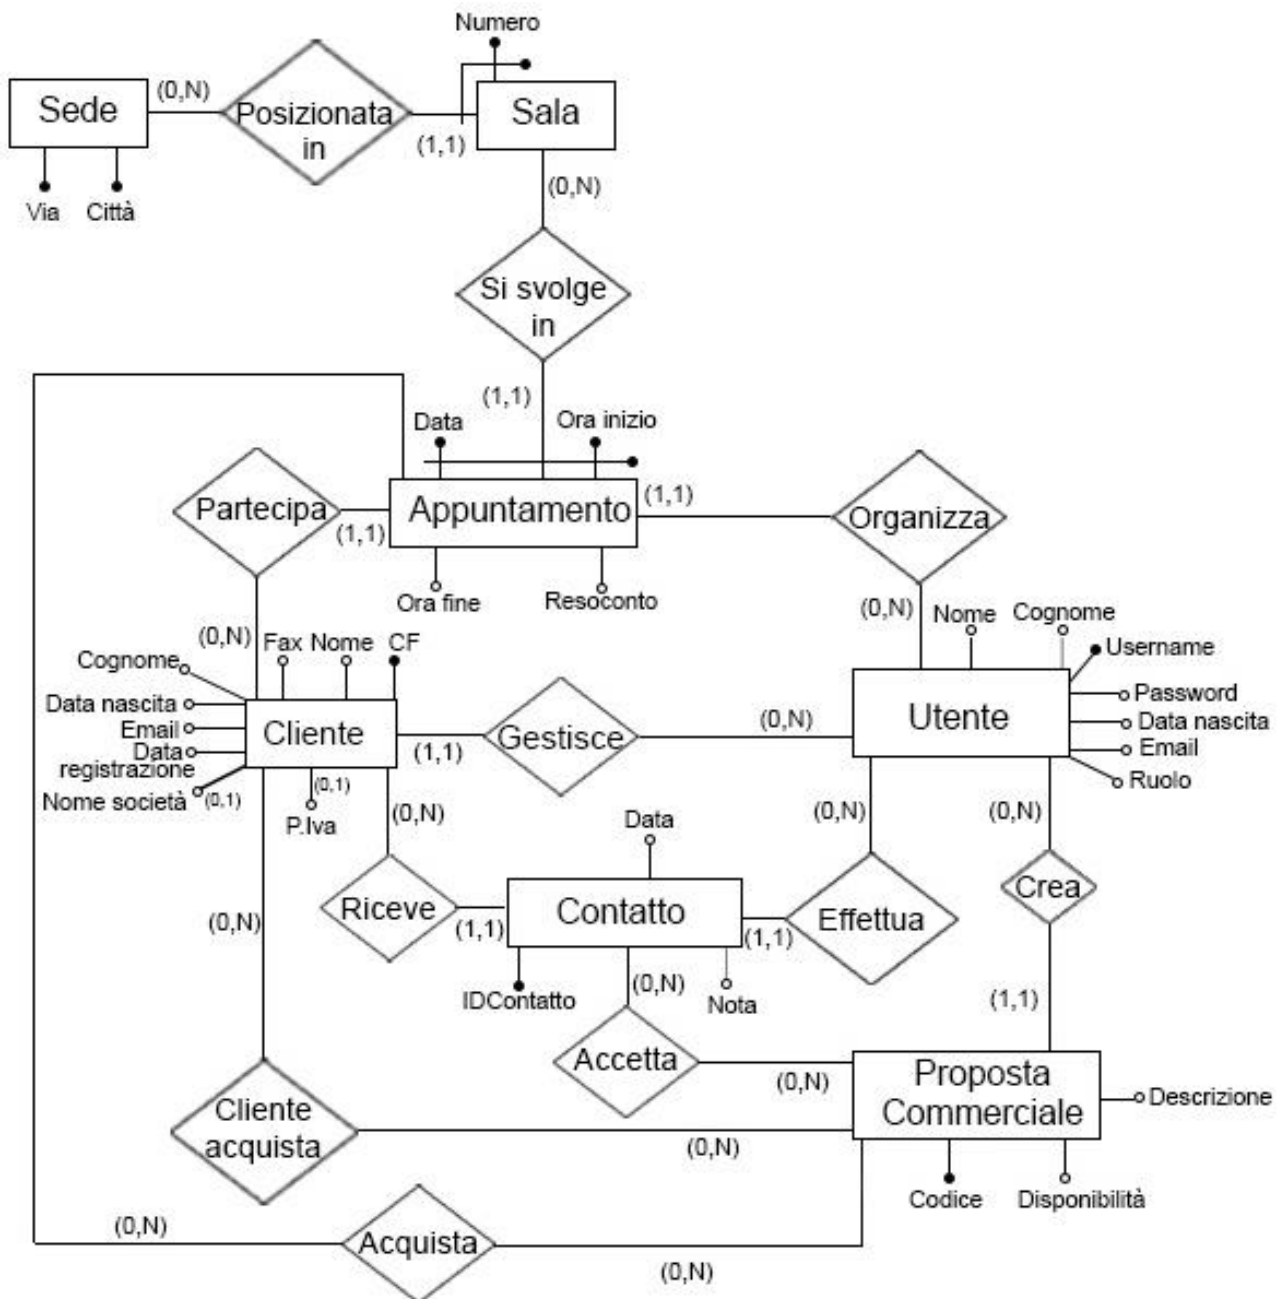 Numero
Sede
(0,N)
Posizionata
in
(1,1)
Sala
Via
Città
(0,N)
Si svolge
in
(1,1)
Data
Ora inizio
Partecipa
(1,1)
Appuntamento
(1,1)
Organizza
Ora fine
Resoconto
(0,N)
(0,N)
Nome
Cognome
Username
Password
Data nascita
Email
Ruolo
Utente
Cognome
Fax
Nome
CF
Data nascita
Email
Data
registrazione
Nome società
(0,1)
Cliente
(0,1)
P.Iva
(1,1)
Gestisce
(0,N)
(0,N)
Data
(0,N)
(0,N)
Riceve
(1,1)
Contatto
(1,1)
Effettua
Crea
(0,N)
IDContatto
(0,N)
Nota
(1,1)
Accetta
(0,N)
Proposta
Commerciale
Descrizione
Cliente
acquista
(0,N)
Codice
Disponibilità
(0,N)
Acquista
(0,N)